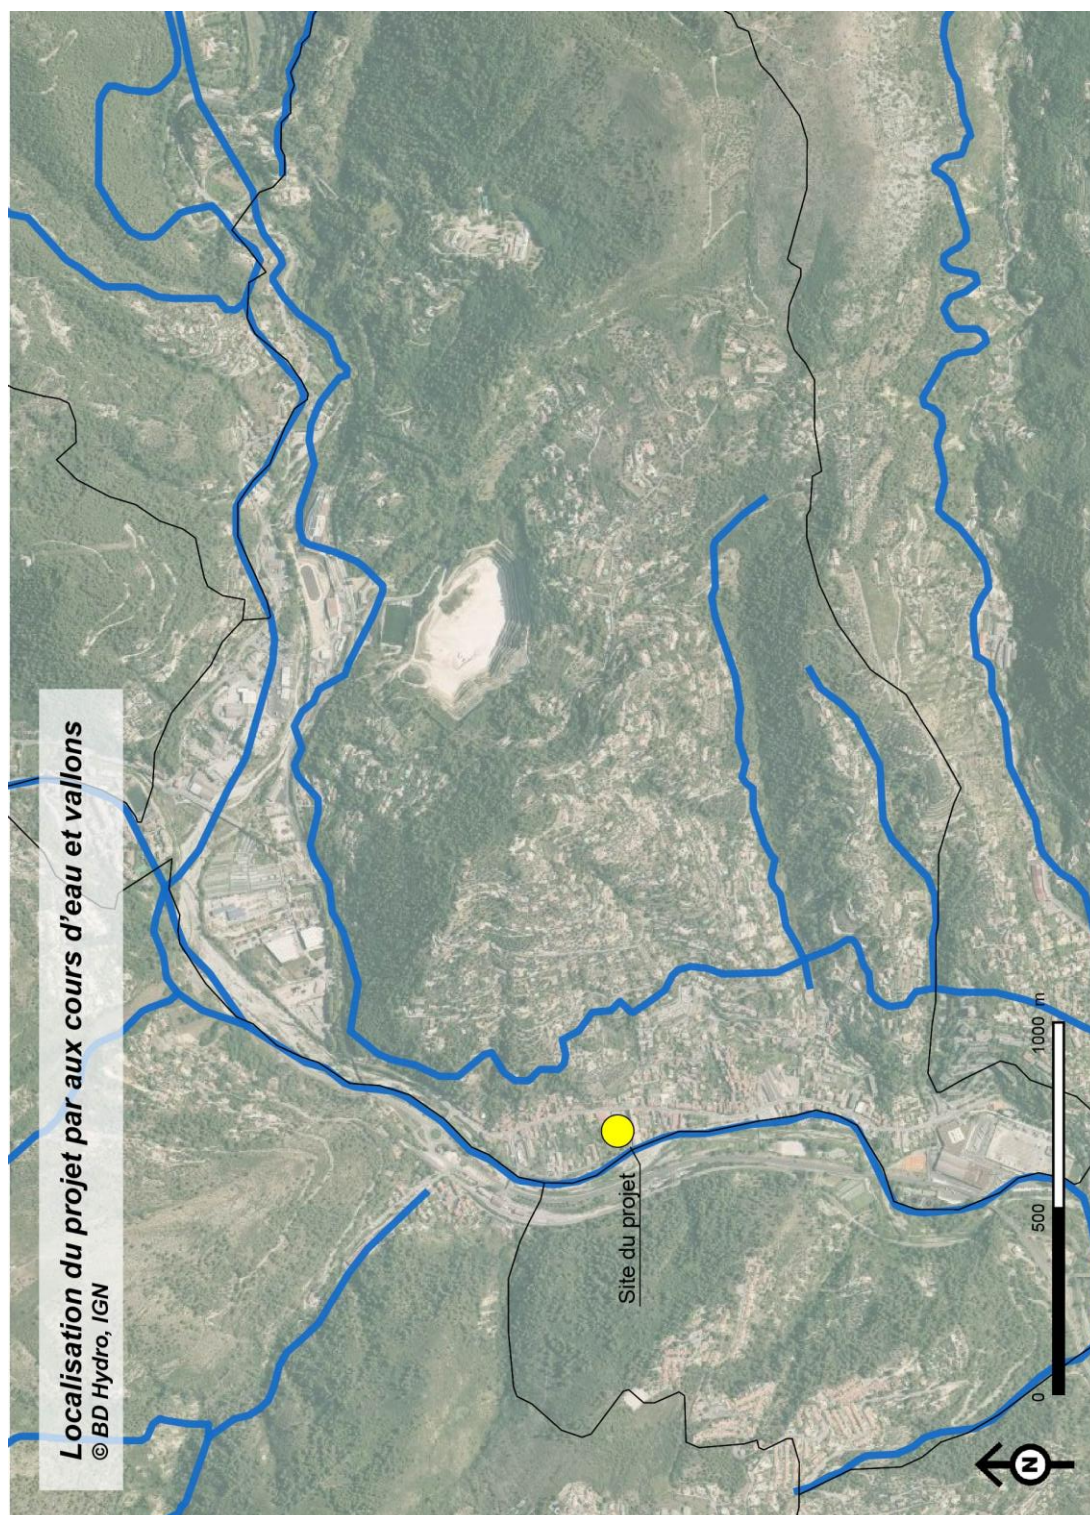 Localisation du projet par aux cours d'eau et vallons
© BD Hydro, IGN
Site du projet
0 500 1000 m
N